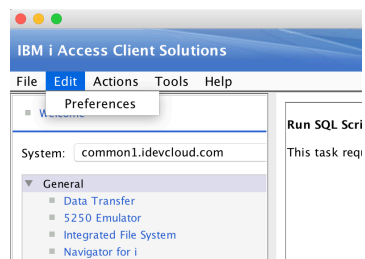 IBM i Access Client Solutions
File Edit Actions Tools Help
Preferences
Welcome
Run SQL Scri
System: common1.idevcloud.com
This task requ
General
Data Transfer
5250 Emulator
Integrated File System
Navigator for i